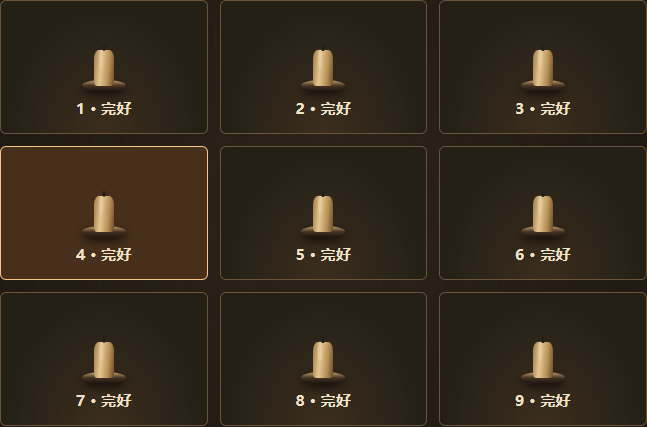 1 • 完好
2 • 完好
3 • 完好
4 • 完好
5 • 完好
6 • 完好
7 • 完好
8 • 完好
9 • 完好